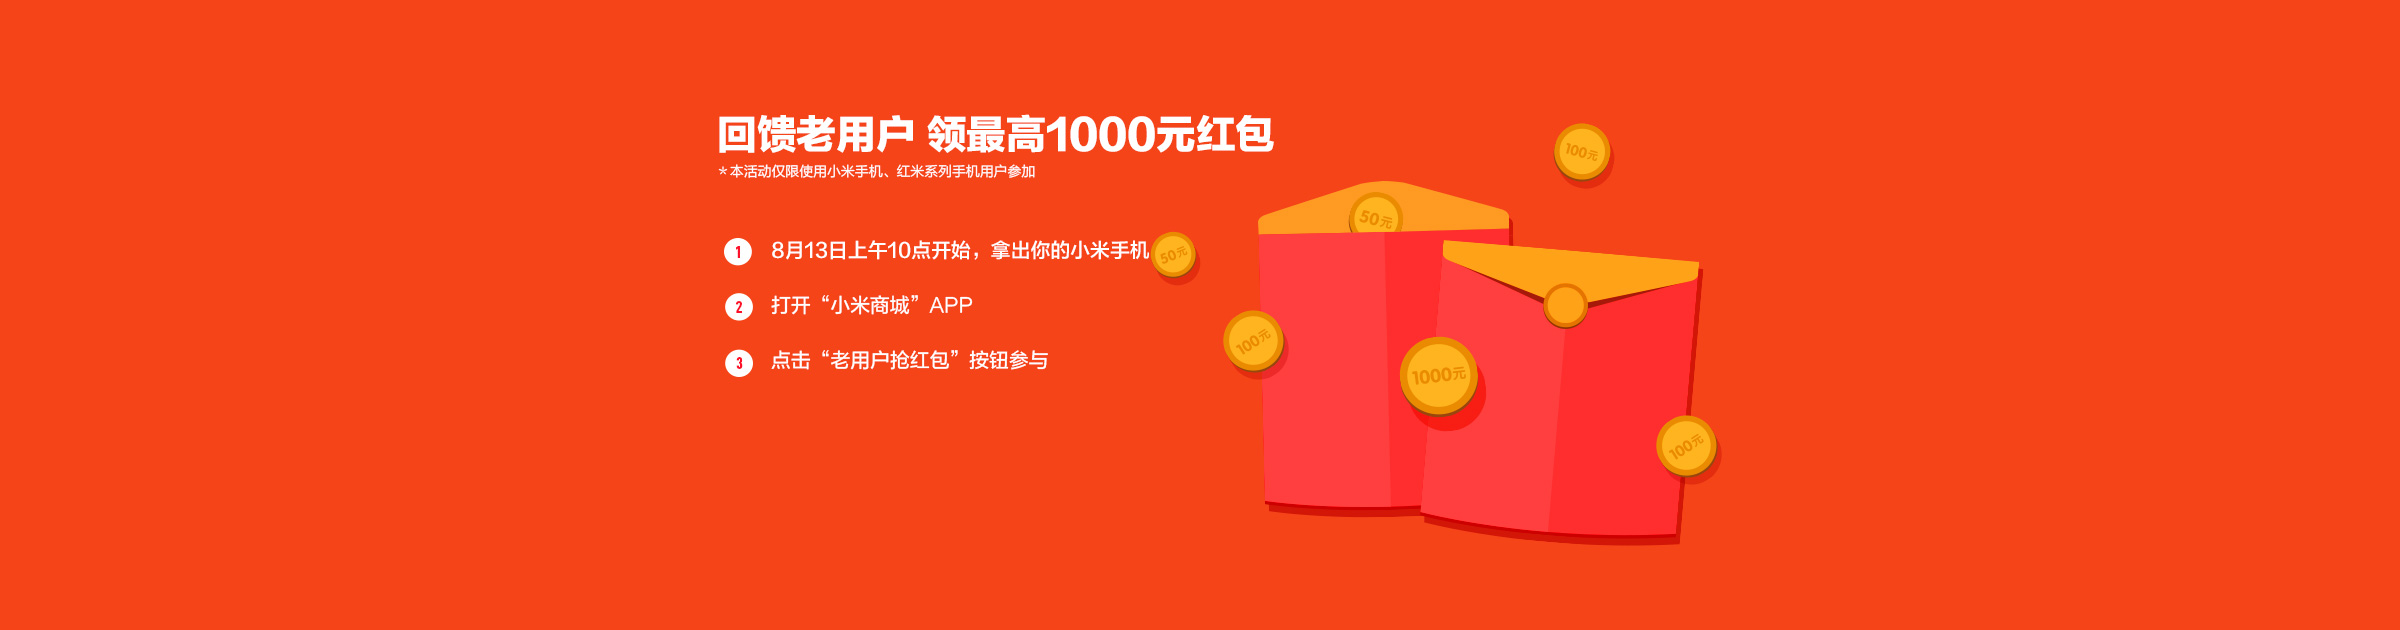 回馈老用户 领最高1000元红包
*本活动仅限使用小米手机、红米系列手机用户参加
1 8月13日上午10点开始，拿出你的小米手机
2 打开“小米商城”APP
3 点击“老用户抢红包”按钮参与
100元
50元
50元
100元
1000元
100元